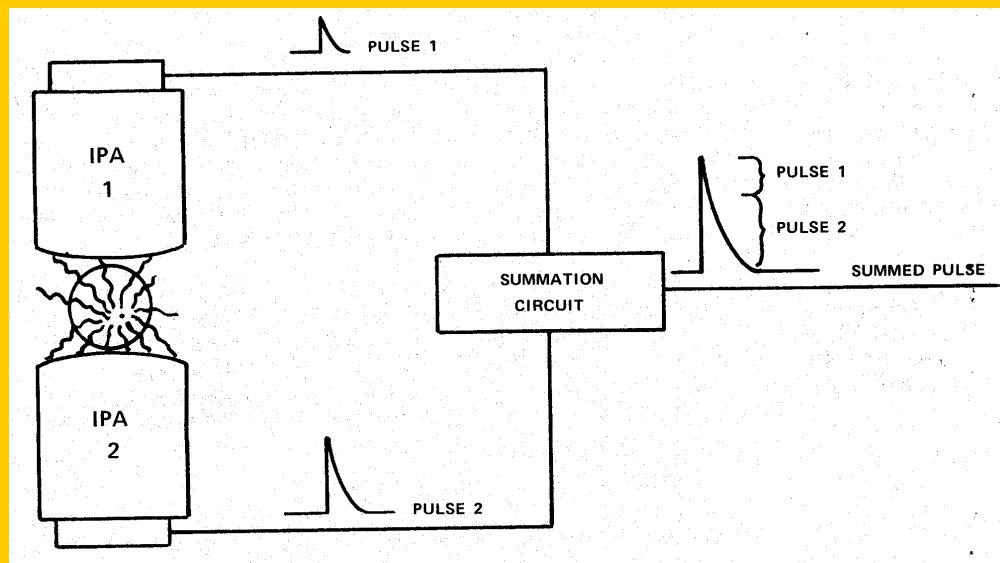 PULSE 1
IPA
1
PULSE 1
PULSE 2
SUMMATION
CIRCUIT
SUMMED PULSE
IPA
2
PULSE 2